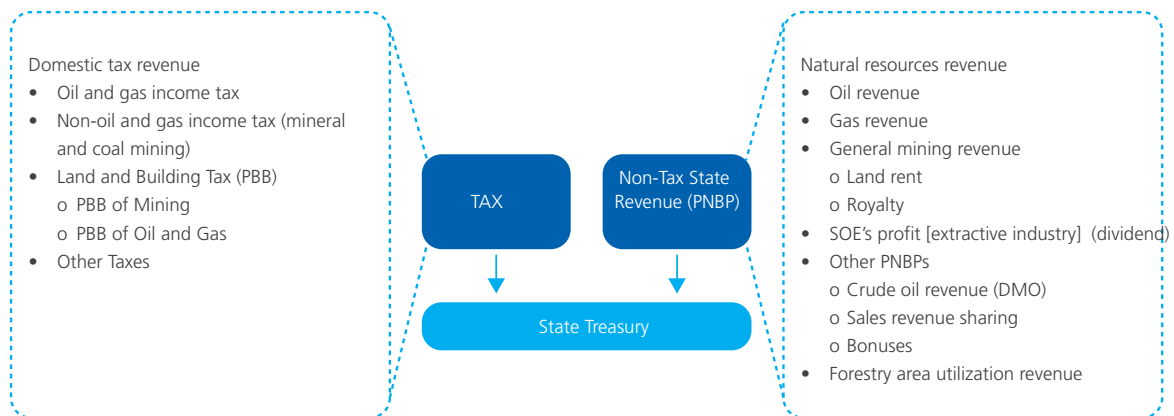 Domestic tax revenue
• Oil and gas income tax
• Non-oil and gas income tax (mineral
and coal mining)
• Land and Building Tax (PBB)
o PBB of Mining
o PBB of Oil and Gas
• Other Taxes
TAX
Non-Tax State
Revenue (PNBP)
State Treasury
Natural resources revenue
• Oil revenue
• Gas revenue
• General mining revenue
o Land rent
o Royalty
• SOE's profit [extractive industry] (dividend)
• Other PNBPs
o Crude oil revenue (DMO)
o Sales revenue sharing
o Bonuses
• Forestry area utilization revenue